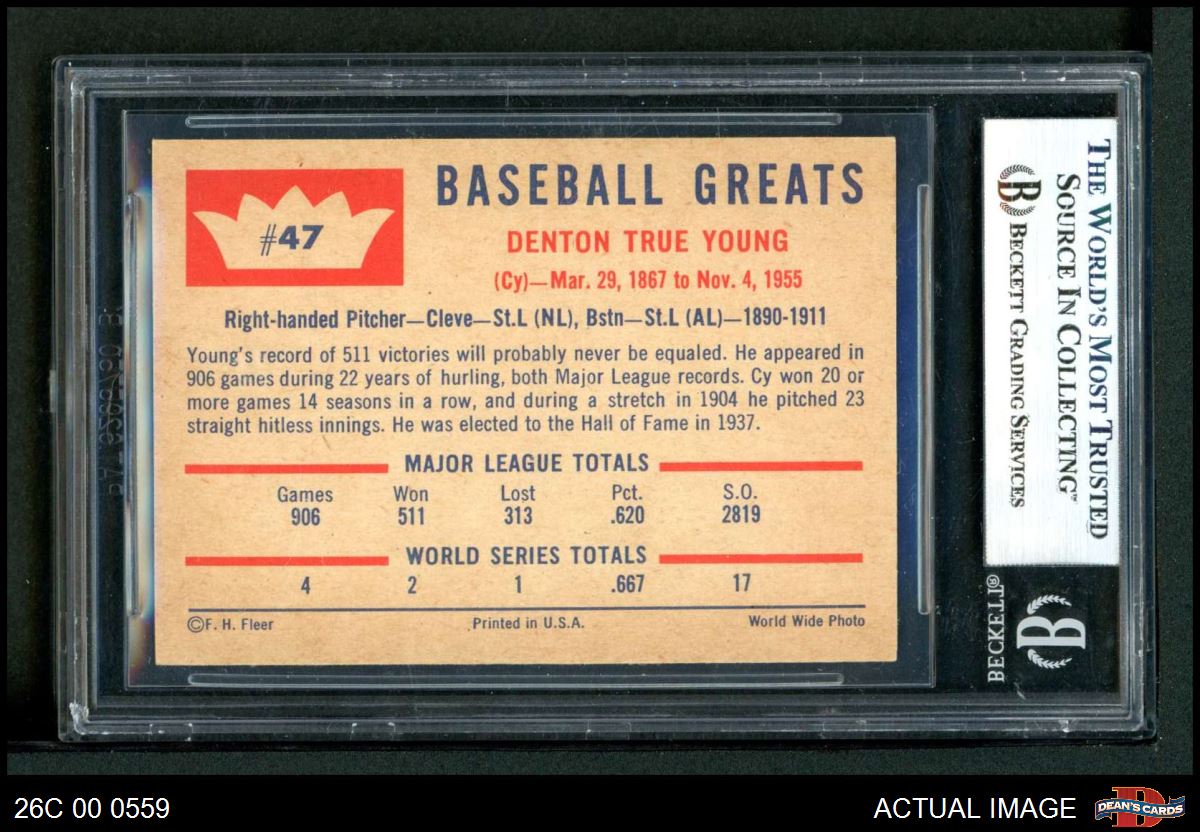 #47
BASEBALL GREATS
DENTON TRUE YOUNG
(Cy)—Mar. 29, 1867 to Nov. 4, 1955
Right-handed Pitcher—Cleve—St.L (NL), Bstn—St.L (AL)—1890-1911
Young's record of 511 victories will probably never be equaled. He appeared in
906 games during 22 years of hurling, both Major League records. Cy won 20 or
more games 14 seasons in a row, and during a stretch in 1904 he pitched 23
straight hitless innings. He was elected to the Hall of Fame in 1937.
MAJOR LEAGUE TOTALS
Games Won Lost Pct. S.O.
906 511 313 .620 2819
WORLD SERIES TOTALS
4 2 1 .667 17
©F. H. Fleer Printed in U.S.A. World Wide Photo
THE WORLD'S MOST TRUSTED
SOURCE IN COLLECTING™
B BECKETT GRADING SERVICES
BECKETT®
B
26C 00 0559
ACTUAL IMAGE
DEAN'S CARDS